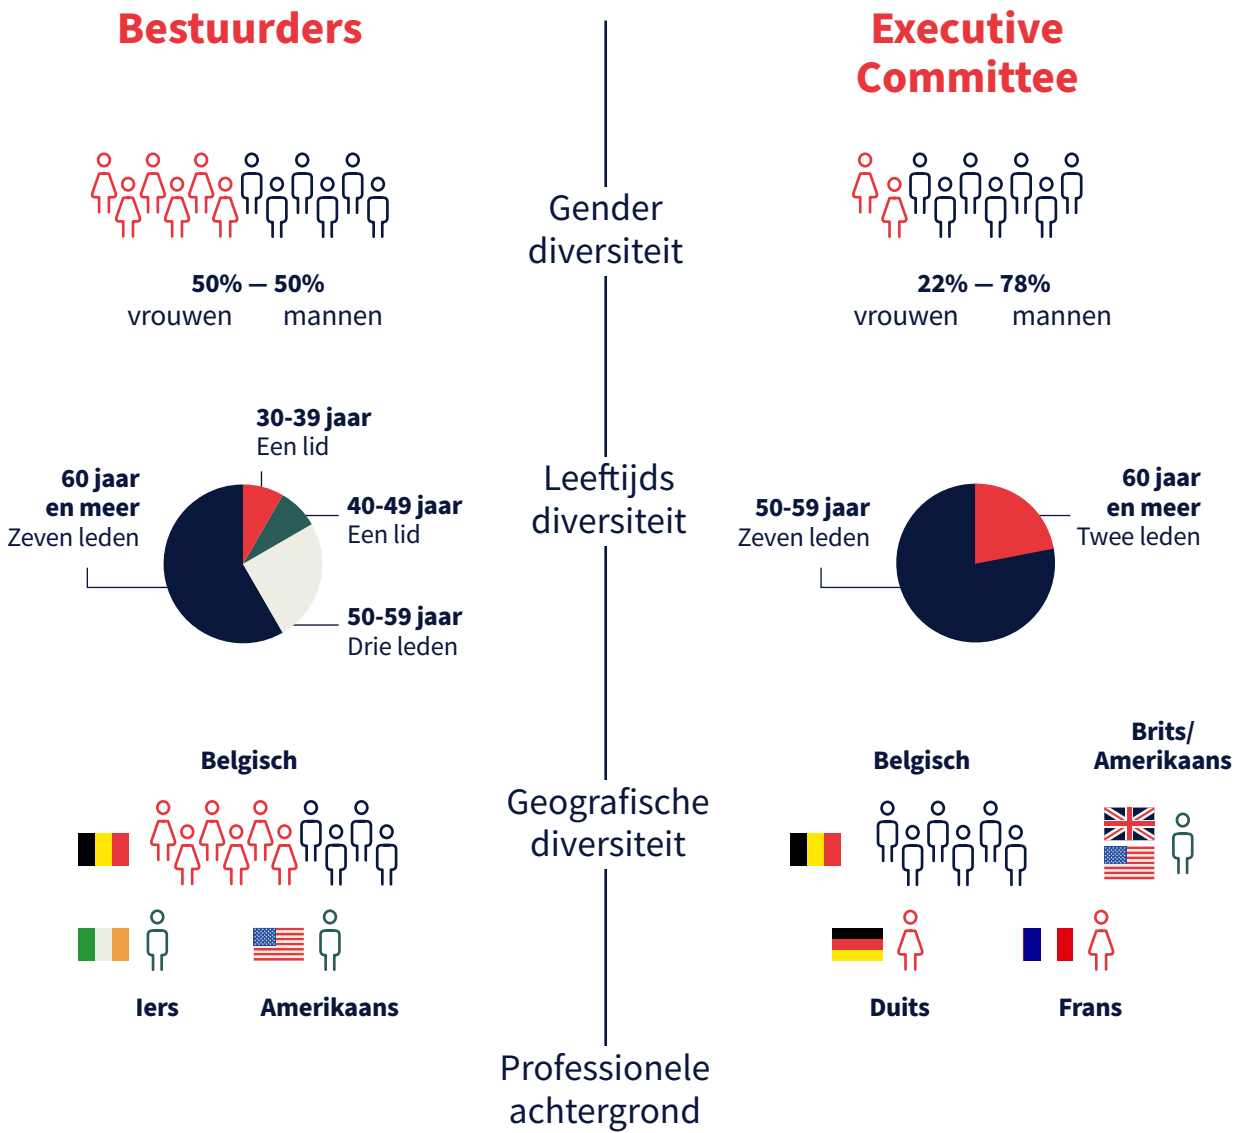 Bestuurders
Executive
Committee
Gender
diversiteit
50% — 50%
vrouwen mannen
22% — 78%
vrouwen mannen
Leeftijds
diversiteit
30-39 jaar
Een lid
60 jaar
en meer
Zeven leden
40-49 jaar
Een lid
50-59 jaar
Drie leden
50-59 jaar
Zeven leden
60 jaar
en meer
Twee leden
Geografische
diversiteit
Belgisch
Iers
Amerikaans
Belgisch
Brits/
Amerikaans
Duits
Frans
Professionele
achtergrond